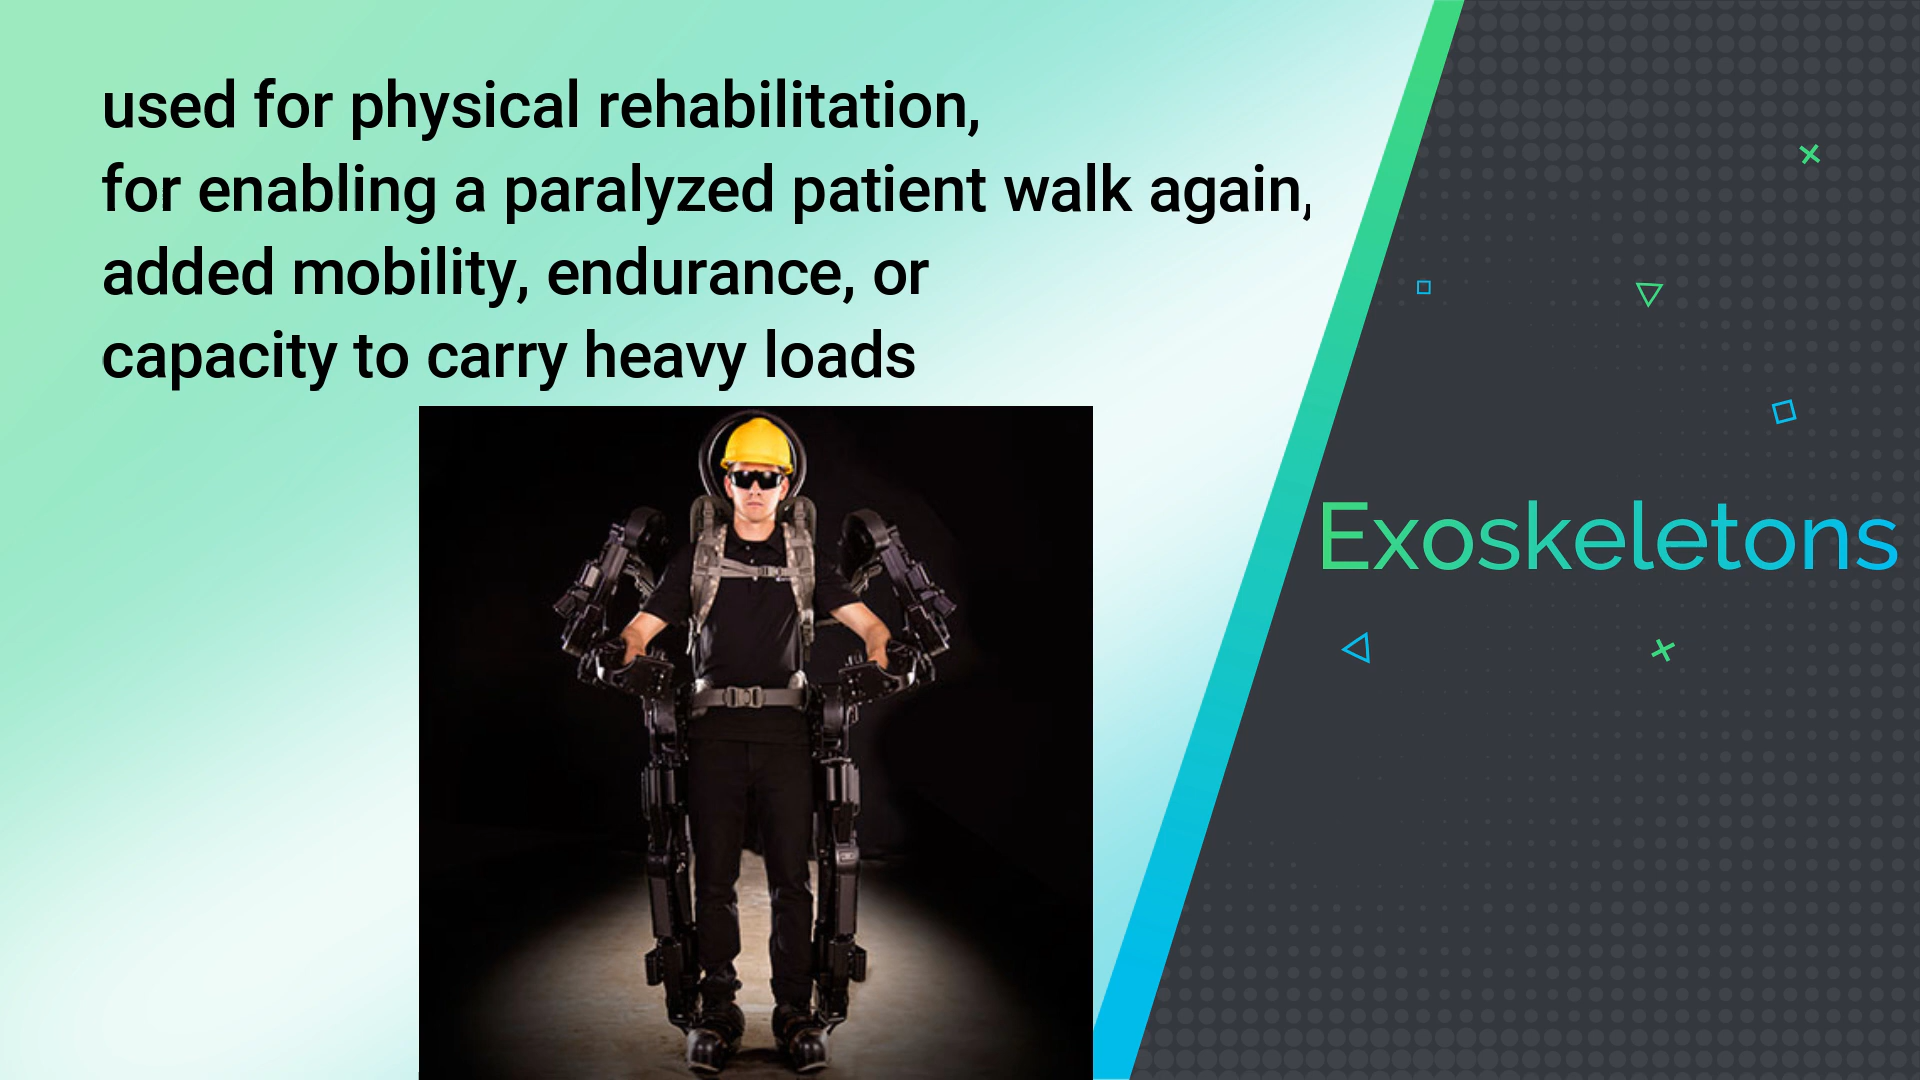 used for physical rehabilitation,
for enabling a paralyzed patient walk again,
added mobility, endurance, or
capacity to carry heavy loads
Exoskeletons